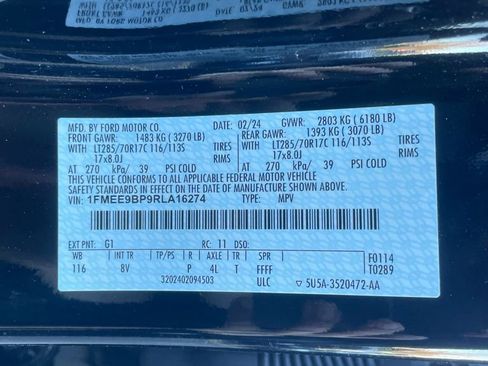 MFD. BY FORD MOTOR CO. 02/24 GVWR: 2803 KG ( 6180 LB)
FRONT GAWR: 1483 KG ( 3270 LB) REAR GAWR: 1393 KG ( 3070 LB)
WITH LT285/70R17C 116/113S TIRES WITH LT285/70R17C 116/113S TIRES
17x8.0J RIMS 17x8.0J RIMS
AT 270 kPa/ 39 PSI COLD AT 270 kPa/ 39 PSI COLD
THIS VEHICLE CONFORMS TO ALL APPLICABLE FEDERAL MOTOR VEHICLE
SAFETY STANDARDS IN EFFECT ON THE DATE OF MANUFACTURE SHOWN ABOVE.
VIN: 1FMEE9BP9RLA16274 TYPE: MPV
EXT PNT: G1 RC: 11 DSO:
WB INT TR TP/PS R AXLE TR SPR F0114
116 8V P 4L T FFFF T0289
3202402094503 ULC ▽ 5U5A-3520472-AA